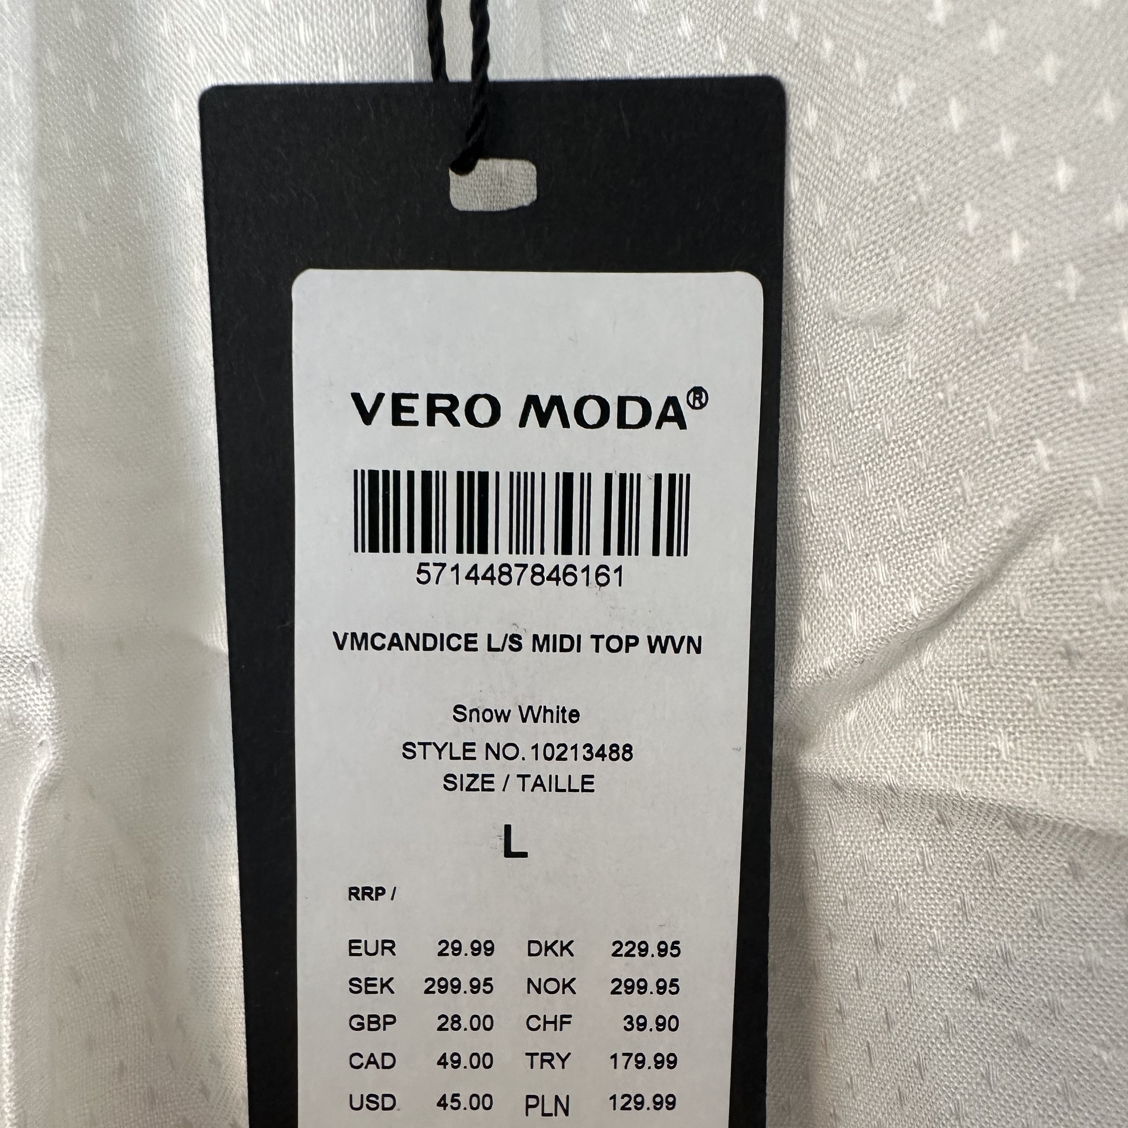 VERO MODA®
5714487846161
VMCANDICE L/S MIDI TOP WVN
Snow White
STYLE NO. 10213488
SIZE / TAILLE
L
RRP /
EUR 29.99 DKK 229.95
SEK 299.95 NOK 299.95
GBP 28.00 CHF 39.90
CAD 49.00 TRY 179.99
USD 45.00 PLN 129.99